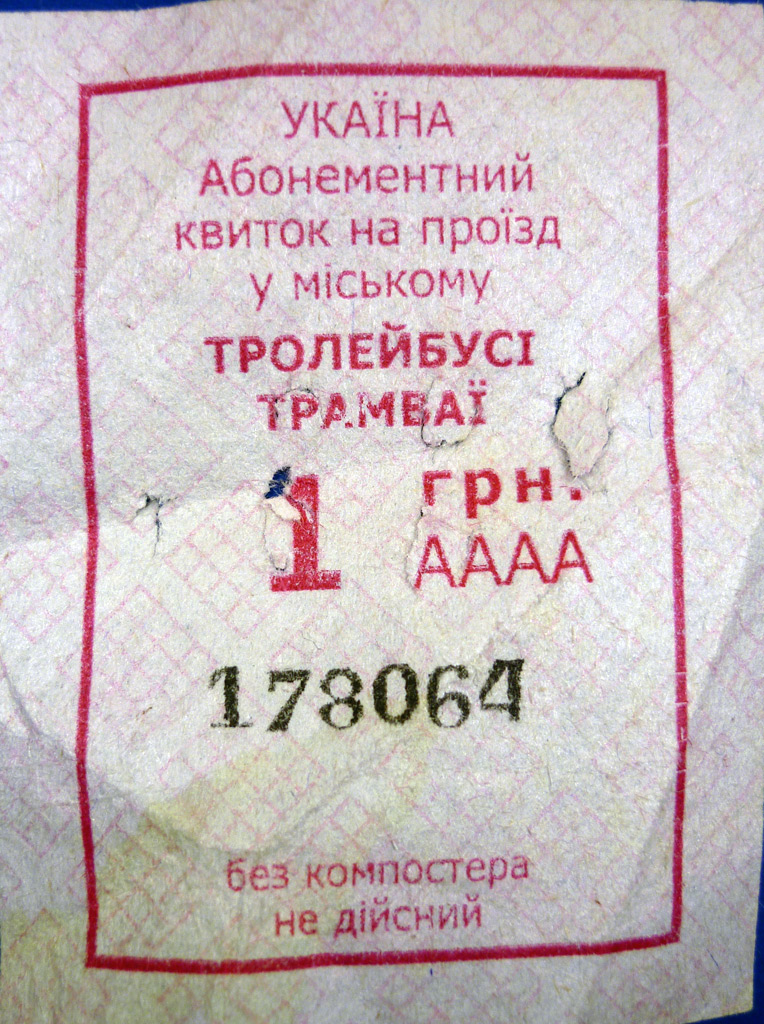 УКАЇНА
Абонементний
квиток на проїзд
у міському
ТРОЛЕЙБУСІ
ТРАМВАЇ
1 грн.
АААА
178064
без компостера
не дійсний